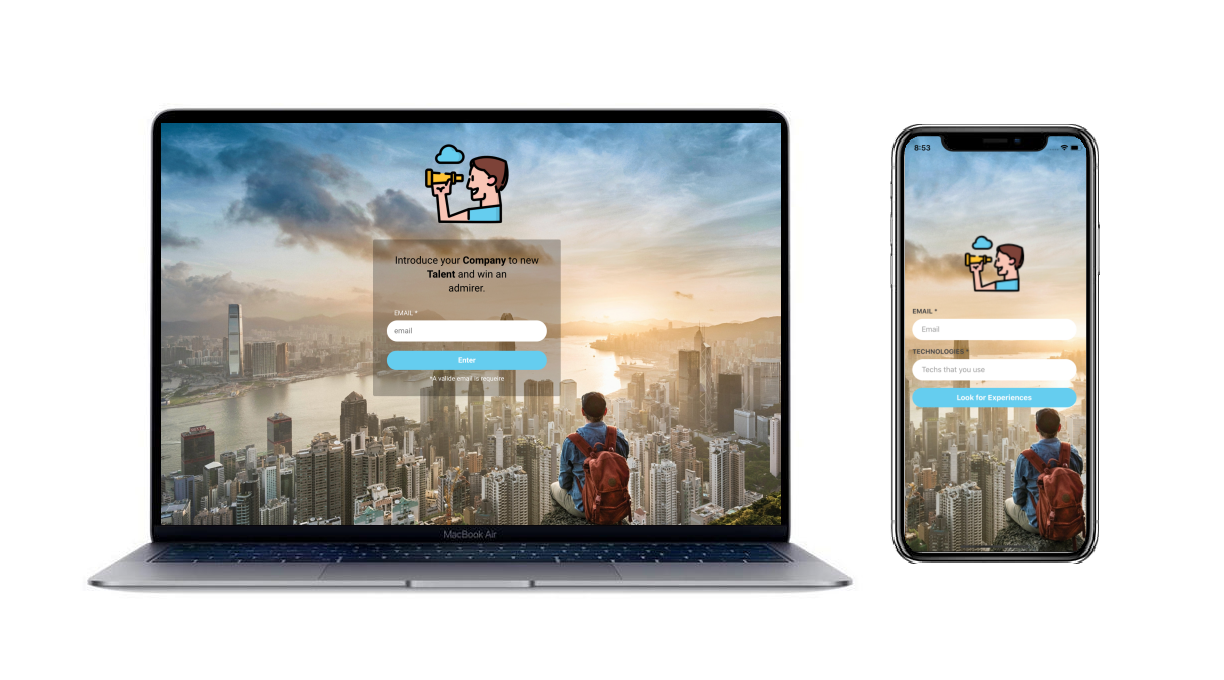 Introduce your Company to new
Talent and win an
admirer.
EMAIL *
email
Enter
*A valide email is requeire
MacBook Air
8:53
EMAIL *
Email
TECHNOLOGIES *
Techs that you use
Look for Experiences